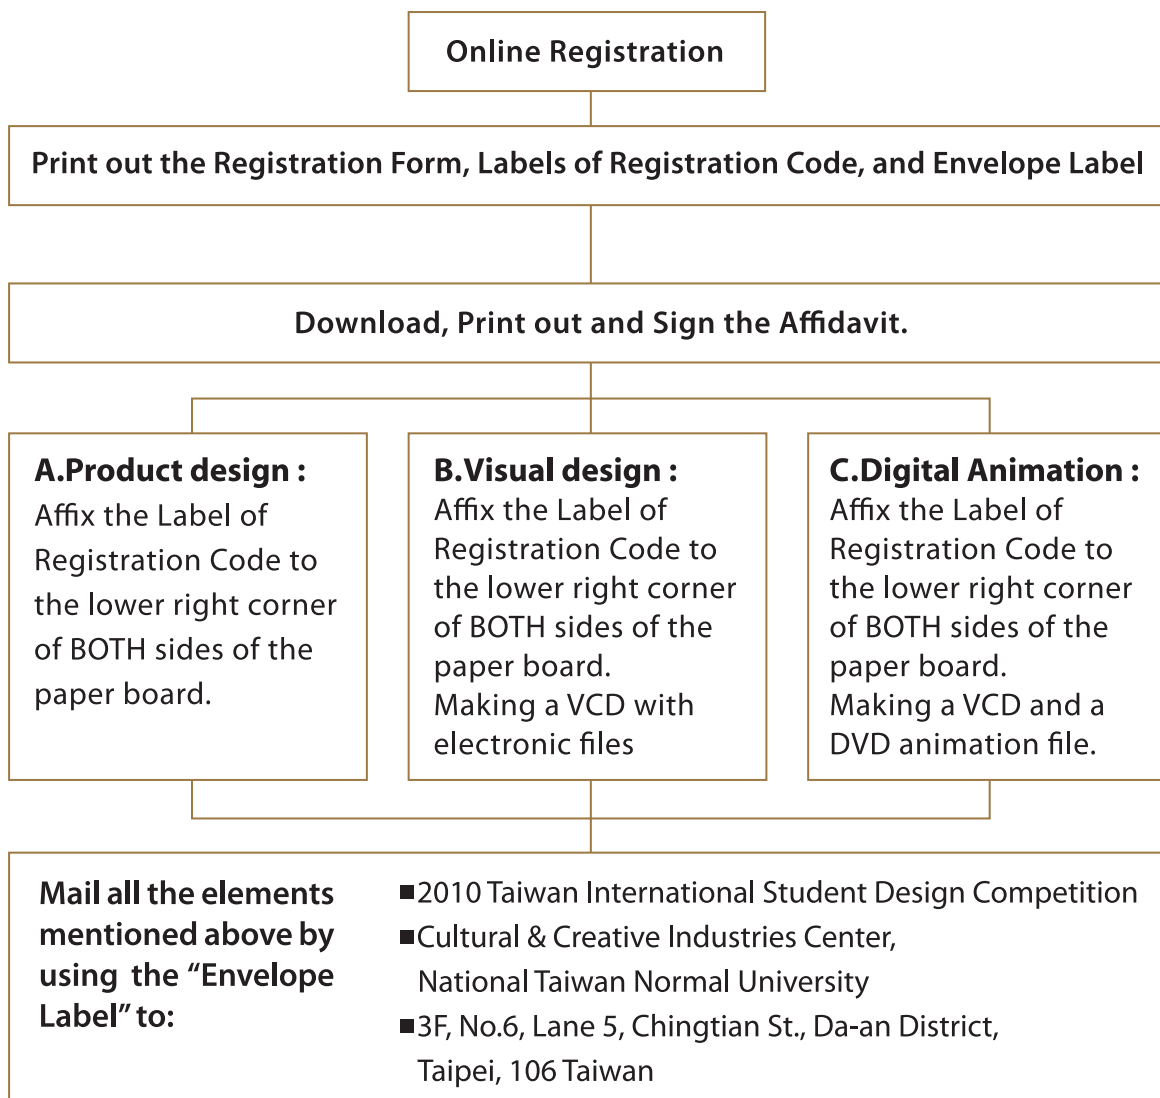 Online Registration
Print out the Registration Form, Labels of Registration Code, and Envelope Label
Download, Print out and Sign the Affidavit.
A.Product design :
Affix the Label of
Registration Code to
the lower right corner
of BOTH sides of the
paper board.
B.Visual design :
Affix the Label of
Registration Code to
the lower right corner
of BOTH sides of the
paper board.
Making a VCD with
electronic files
C.Digital Animation :
Affix the Label of
Registration Code to
the lower right corner
of BOTH sides of the
paper board.
Making a VCD and a
DVD animation file.
Mail all the elements
mentioned above by
using the “Envelope
Label” to:
■2010 Taiwan International Student Design Competition
■Cultural & Creative Industries Center,
National Taiwan Normal University
■3F, No.6, Lane 5, Chingtian St., Da-an District,
Taipei, 106 Taiwan